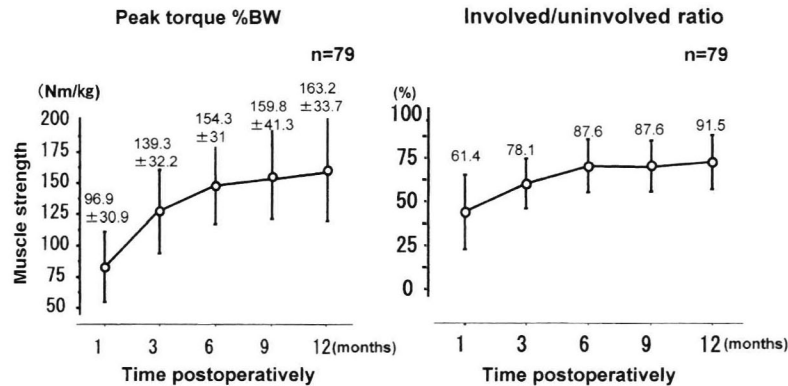 Peak torque %BW
n=79
(Nm/kg)
200
175
150
125
100
75
50
Muscle strength
96.9
±30.9
139.3
±32.2
154.3
±31
159.8
±41.3
163.2
±33.7
1 3 6 9 12(months)
Time postoperatively
Involved/uninvolved ratio
n=79
(%)
100
75
50
25
0
61.4
78.1
87.6
87.6
91.5
1 3 6 9 12(months)
Time postoperatively